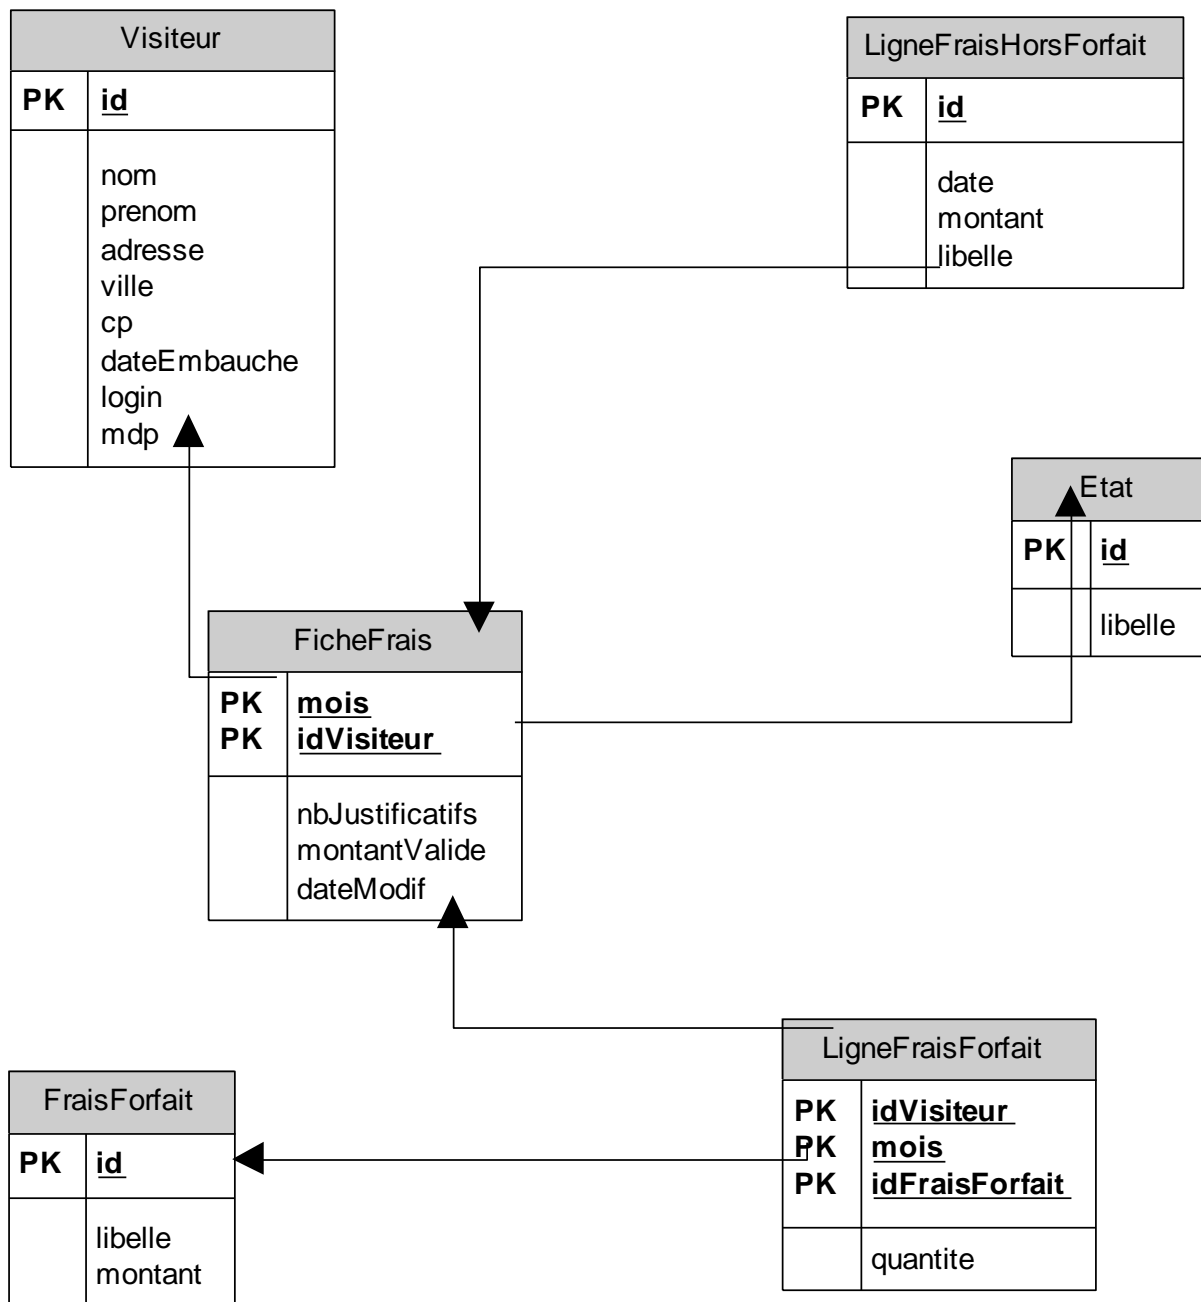 Visiteur
PK id
nom
prenom
adresse
ville
cp
dateEmbauche
login
mdp
LigneFraisHorsForfait
PK id
date
montant
libelle
Etat
PK id
libelle
FicheFrais
PK mois
PK idVisiteur
nbJustificatifs
montantValide
dateModif
LigneFraisForfait
PK idVisiteur
PK mois
PK idFraisForfait
quantite
FraisForfait
PK id
libelle
montant